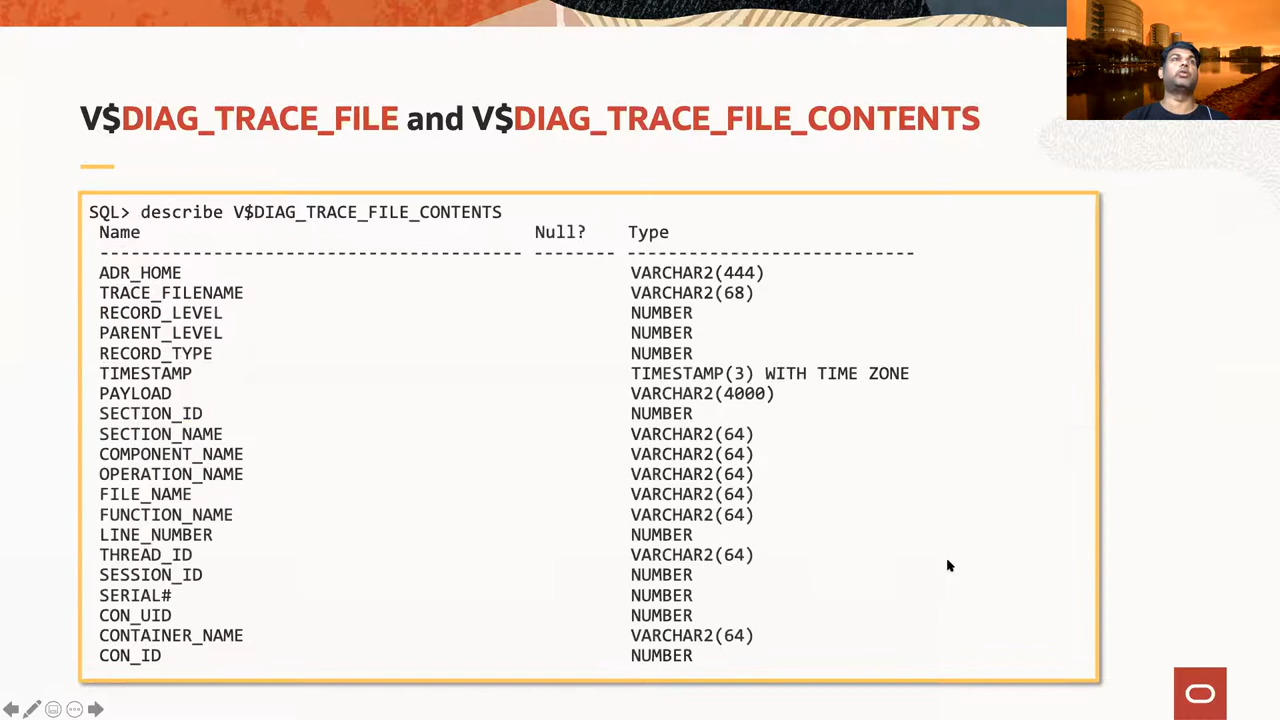 V$DIAG_TRACE_FILE and V$DIAG_TRACE_FILE_CONTENTS
SQL> describe V$DIAG_TRACE_FILE_CONTENTS
Name Null? Type
----------------------------------------- -------- ----------------------------
ADR_HOME VARCHAR2(444)
TRACE_FILENAME VARCHAR2(68)
RECORD_LEVEL NUMBER
PARENT_LEVEL NUMBER
RECORD_TYPE NUMBER
TIMESTAMP TIMESTAMP(3) WITH TIME ZONE
PAYLOAD VARCHAR2(4000)
SECTION_ID NUMBER
SECTION_NAME VARCHAR2(64)
COMPONENT_NAME VARCHAR2(64)
OPERATION_NAME VARCHAR2(64)
FILE_NAME VARCHAR2(64)
FUNCTION_NAME VARCHAR2(64)
LINE_NUMBER NUMBER
THREAD_ID VARCHAR2(64)
SESSION_ID NUMBER
SERIAL# NUMBER
CON_UID NUMBER
CONTAINER_NAME VARCHAR2(64)
CON_ID NUMBER